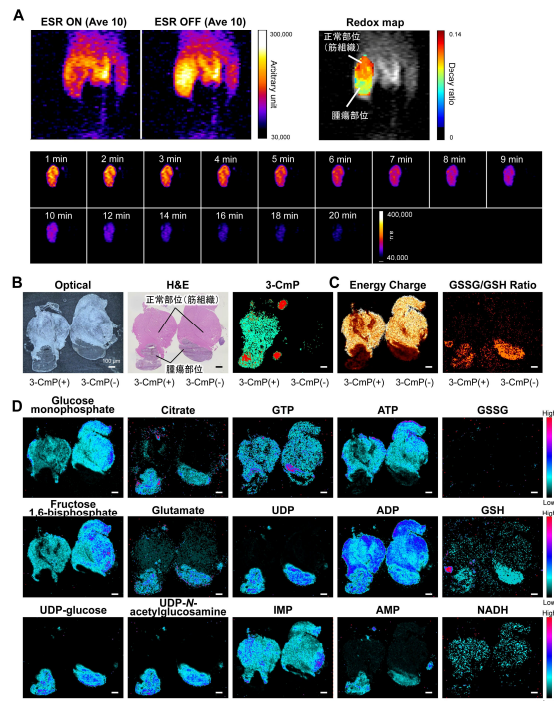 A
ESR ON (Ave 10)
ESR OFF (Ave 10)
Redox map
300,000
Arbitrary unit
30,000
正常部位
(筋組織)
腫瘍部位
0.14
Decay ratio
0
1 min
2 min
3 min
4 min
5 min
6 min
7 min
8 min
9 min
10 min
12 min
14 min
16 min
18 min
20 min
400,000
a.u.
40,000
B
Optical
H&E
3-CmP
正常部位(筋組織)
腫瘍部位
100 μm
3-CmP(+)
3-CmP(-)
3-CmP(+)
3-CmP(-)
3-CmP(+)
3-CmP(-)
C
Energy Charge
GSSG/GSH Ratio
3-CmP(+)
3-CmP(-)
3-CmP(+)
3-CmP(-)
D
Glucose
monophosphate
Citrate
GTP
ATP
GSSG
High
Low
Fructose
1,6-bisphosphate
Glutamate
UDP
ADP
GSH
High
Low
UDP-glucose
UDP-N-
acetylglucosamine
IMP
AMP
NADH
High